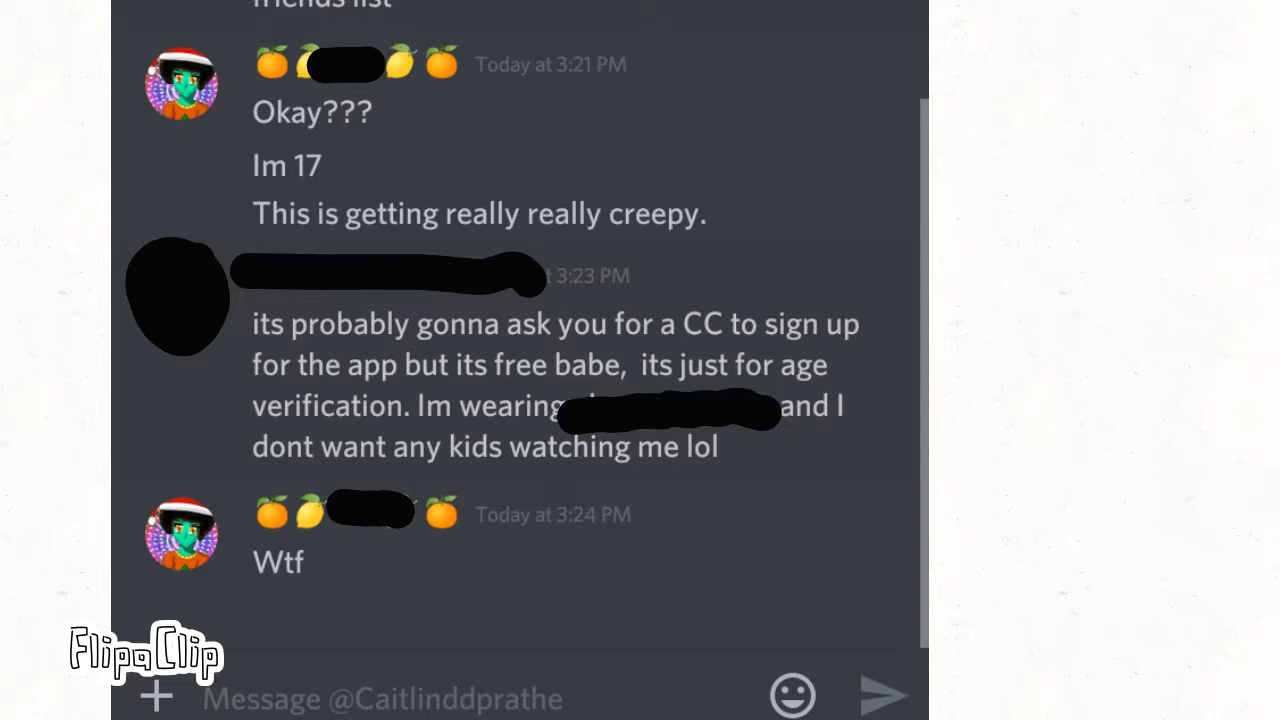 friends list
Today at 3:21 PM
Okay???
Im 17
This is getting really really creepy.
3:23 PM
its probably gonna ask you for a CC to sign up
for the app but its free babe, its just for age
verification. Im wearing and I
dont want any kids watching me lol
Today at 3:24 PM
Wtf
FlipaClip
Message @Caitlinddprathe